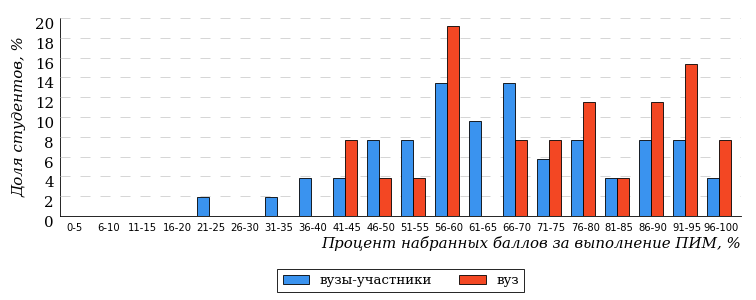 Доля студентов, %
20
18
16
14
12
10
8
6
4
2
0
0-5 6-10 11-15 16-20 21-25 26-30 31-35 36-40 41-45 46-50 51-55 56-60 61-65 66-70 71-75 76-80 81-85 86-90 91-95 96-100
Процент набранных баллов за выполнение ПИМ, %
вузы-участники вуз